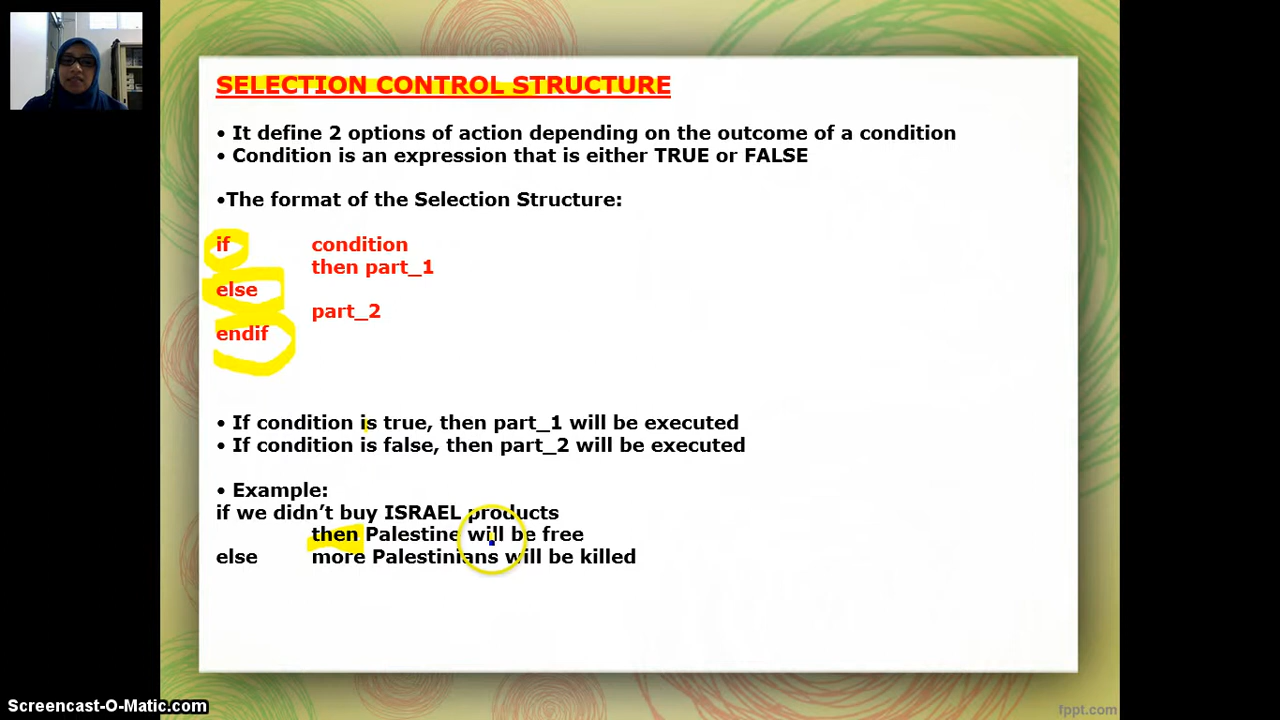 SELECTION CONTROL STRUCTURE
• It define 2 options of action depending on the outcome of a condition
• Condition is an expression that is either TRUE or FALSE
•The format of the Selection Structure:
if condition
then part_1
else
part_2
endif
• If condition is true, then part_1 will be executed
• If condition is false, then part_2 will be executed
• Example:
if we didn’t buy ISRAEL products
then Palestine will be free
else more Palestinians will be killed
Screencast-O-Matic.com
fppt.com